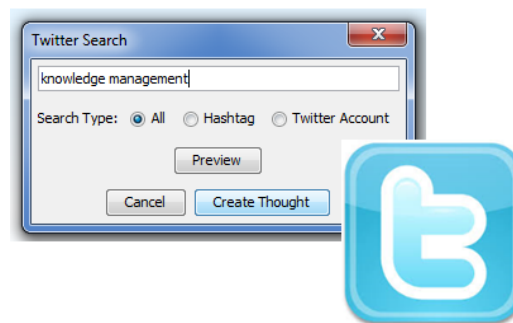 Twitter Search
knowledge management
Search Type: All Hashtag Twitter Account
Preview
Cancel Create Thought
t